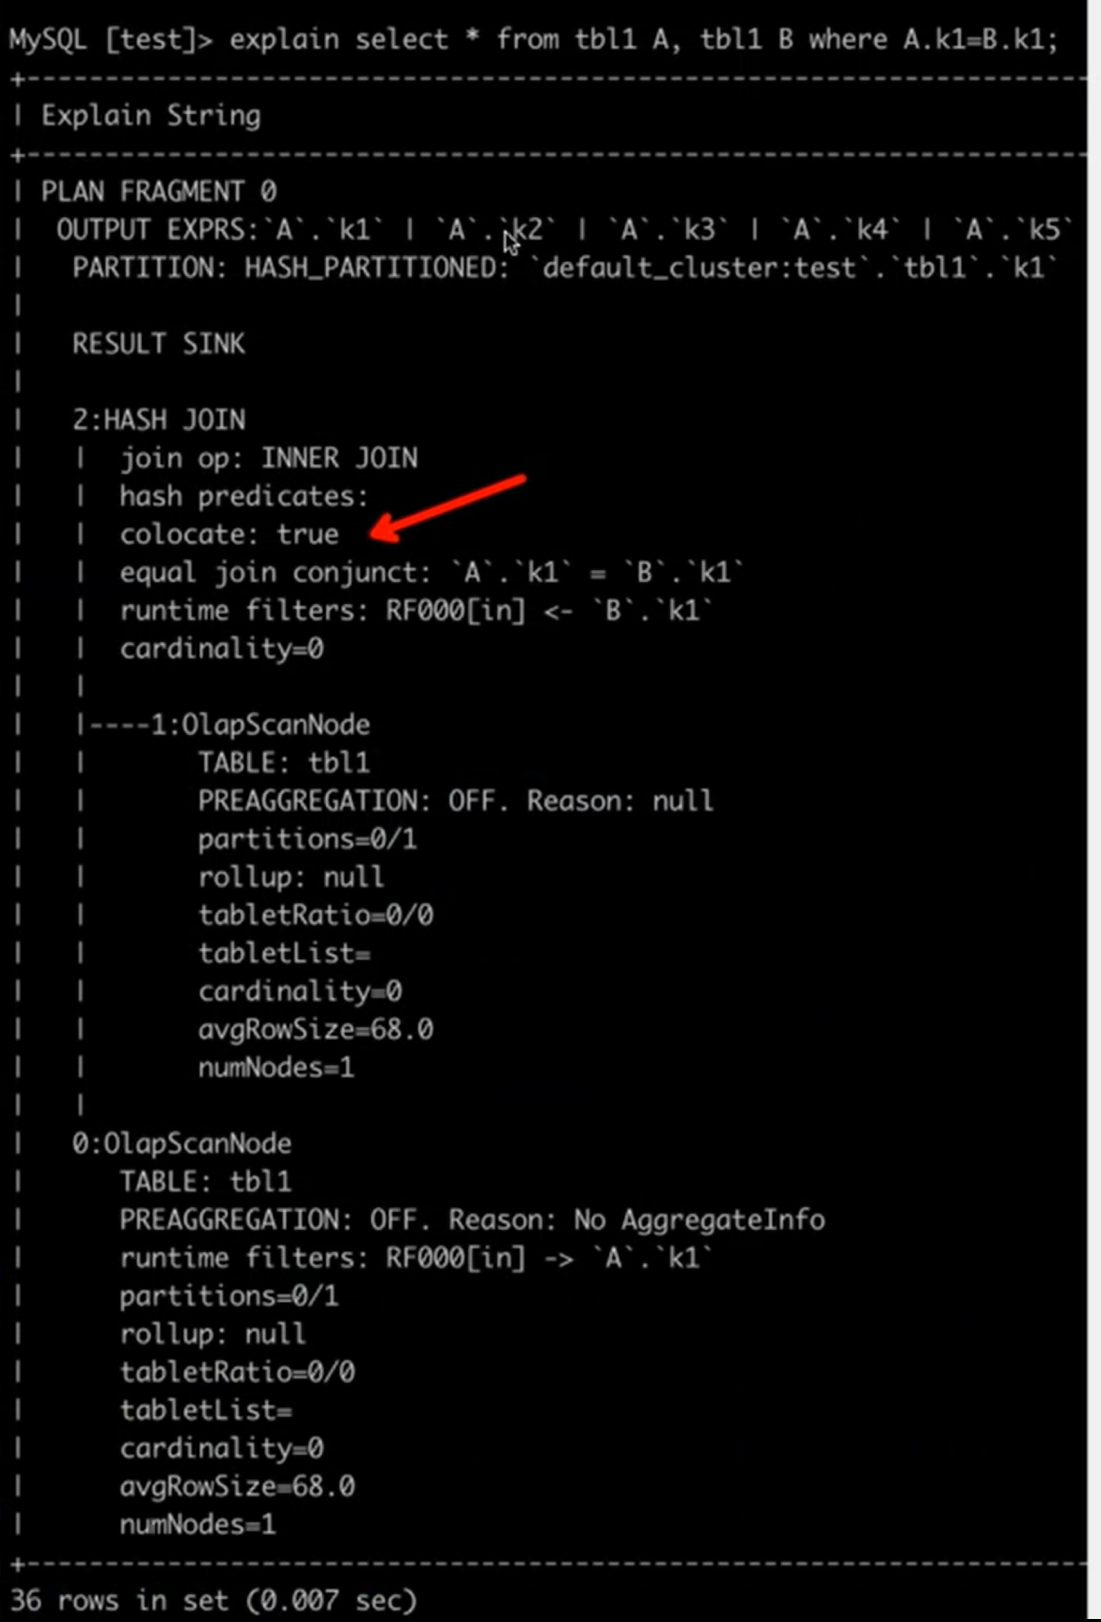 MySQL [test]> explain select * from tbl1 A, tbl1 B where A.k1=B.k1;
+--------------------------------------------------------------------
| Explain String
+--------------------------------------------------------------------
| PLAN FRAGMENT 0
|  OUTPUT EXPRS:`A`.`k1` | `A`.`k2` | `A`.`k3` | `A`.`k4` | `A`.`k5`
|   PARTITION: HASH_PARTITIONED: `default_cluster:test`.`tbl1`.`k1`
|
|   RESULT SINK
|
|   2:HASH JOIN
|   |  join op: INNER JOIN
|   |  hash predicates:
|   |  colocate: true
|   |  equal join conjunct: `A`.`k1` = `B`.`k1`
|   |  runtime filters: RF000[in] <- `B`.`k1`
|   |  cardinality=0
|   |
|   |----1:OlapScanNode
|   |       TABLE: tbl1
|   |       PREAGGREGATION: OFF. Reason: null
|   |       partitions=0/1
|   |       rollup: null
|   |       tabletRatio=0/0
|   |       tabletList=
|   |       cardinality=0
|   |       avgRowSize=68.0
|   |       numNodes=1
|   |
|   0:OlapScanNode
|      TABLE: tbl1
|      PREAGGREGATION: OFF. Reason: No AggregateInfo
|      runtime filters: RF000[in] -> `A`.`k1`
|      partitions=0/1
|      rollup: null
|      tabletRatio=0/0
|      tabletList=
|      cardinality=0
|      avgRowSize=68.0
|      numNodes=1
+--------------------------------------------------------------------
36 rows in set (0.007 sec)